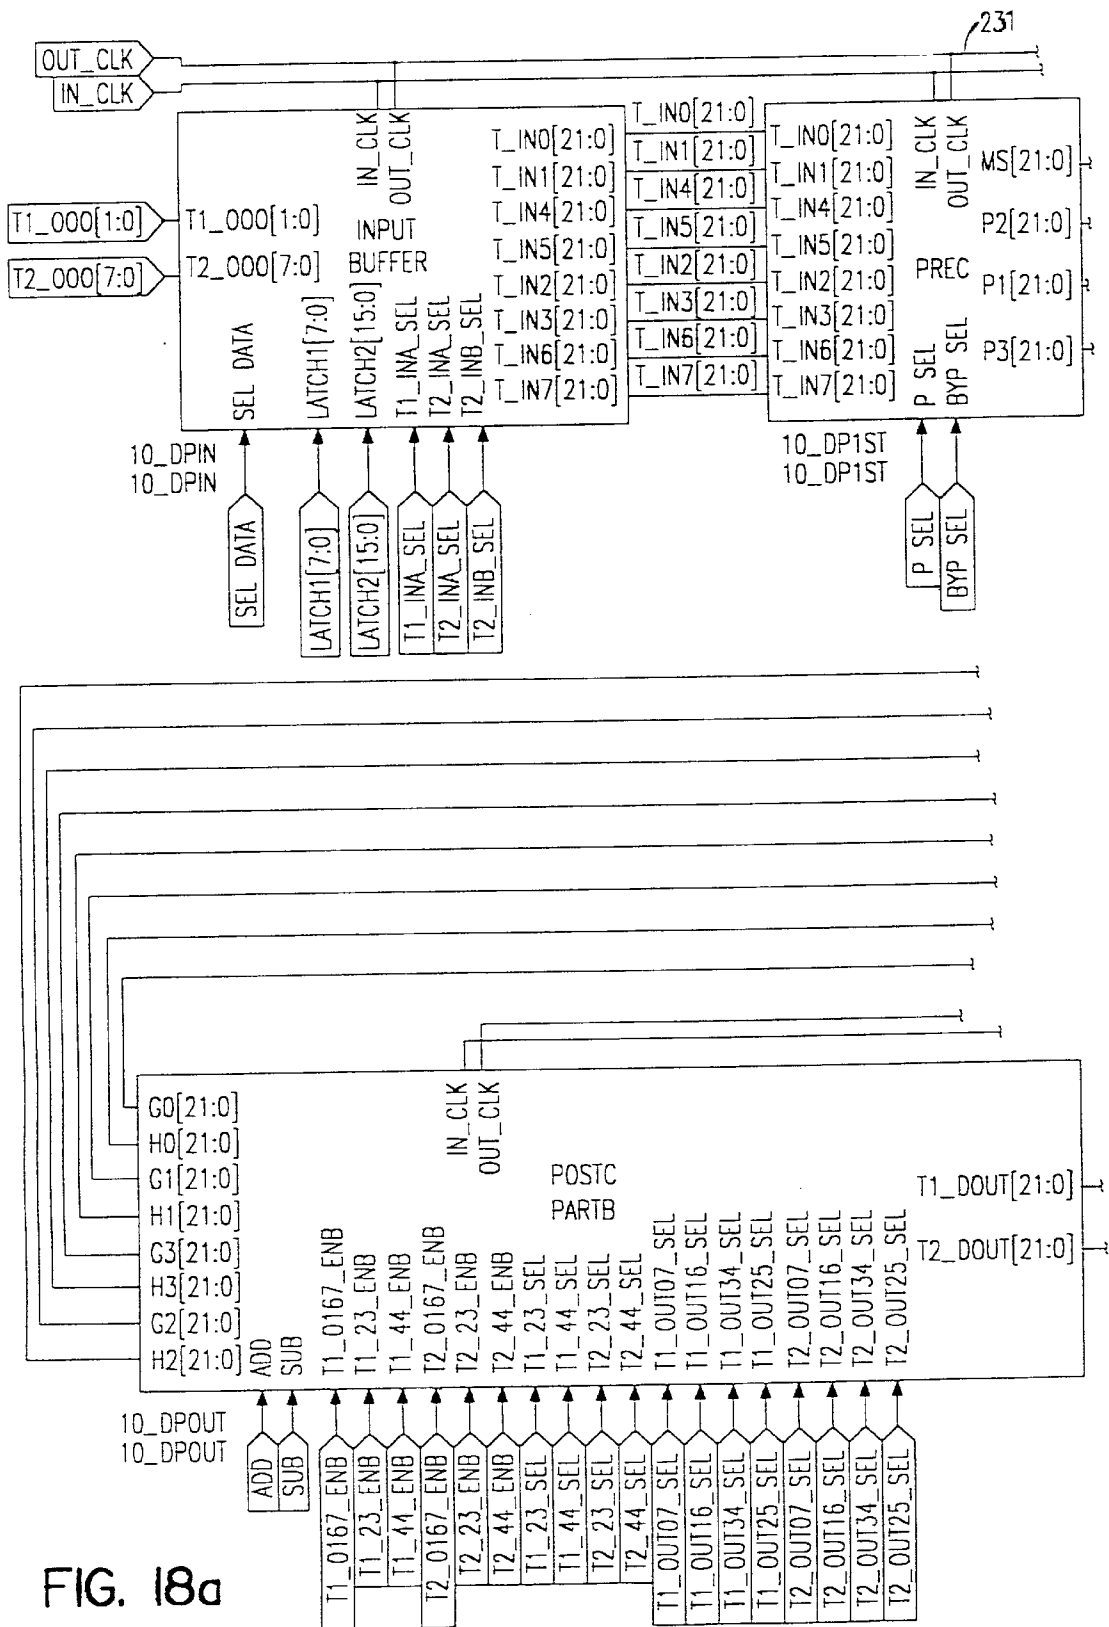 231
OUT_CLK
IN_CLK
T1_000[1:0]
T2_000[7:0]
T1_000[1:0]
T2_000[7:0]
IN_CLK
OUT_CLK
INPUT
BUFFER
SEL DATA
LATCH1[7:0]
LATCH2[15:0]
T1_INA_SEL
T2_INA_SEL
T2_INB_SEL
T_IN0[21:0]
T_IN1[21:0]
T_IN4[21:0]
T_IN5[21:0]
T_IN2[21:0]
T_IN3[21:0]
T_IN6[21:0]
T_IN7[21:0]
T_IN0[21:0]
T_IN1[21:0]
T_IN4[21:0]
T_IN5[21:0]
T_IN2[21:0]
T_IN3[21:0]
T_IN6[21:0]
T_IN7[21:0]
T_IN0[21:0]
T_IN1[21:0]
T_IN4[21:0]
T_IN5[21:0]
T_IN2[21:0]
T_IN3[21:0]
T_IN6[21:0]
T_IN7[21:0]
IN_CLK
OUT_CLK
PREC
P SEL
BYP SEL
MS[21:0]
P2[21:0]
P1[21:0]
P3[21:0]
10_DPIN
10_DPIN
SEL DATA
LATCH1[7:0]
LATCH2[15:0]
T1_INA_SEL
T2_INA_SEL
T2_INB_SEL
10_DP1ST
10_DP1ST
P SEL
BYP SEL
G0[21:0]
H0[21:0]
G1[21:0]
H1[21:0]
G3[21:0]
H3[21:0]
G2[21:0]
H2[21:0]
IN_CLK
OUT_CLK
POSTC
PARTB
T1_DOUT[21:0]
T2_DOUT[21:0]
ADD
SUB
T1_0167_ENB
T1_23_ENB
T1_44_ENB
T2_0167_ENB
T2_23_ENB
T2_44_ENB
T1_23_SEL
T1_44_SEL
T2_23_SEL
T2_44_SEL
T1_OUT07_SEL
T1_OUT16_SEL
T1_OUT34_SEL
T1_OUT25_SEL
T2_OUT07_SEL
T2_OUT16_SEL
T2_OUT34_SEL
T2_OUT25_SEL
10_DPOUT
10_DPOUT
ADD
SUB
T1_0167_ENB
T1_23_ENB
T1_44_ENB
T2_0167_ENB
T2_23_ENB
T2_44_ENB
T1_23_SEL
T1_44_SEL
T2_23_SEL
T2_44_SEL
T1_OUT07_SEL
T1_OUT16_SEL
T1_OUT34_SEL
T1_OUT25_SEL
T2_OUT07_SEL
T2_OUT16_SEL
T2_OUT34_SEL
T2_OUT25_SEL
FIG. 18a